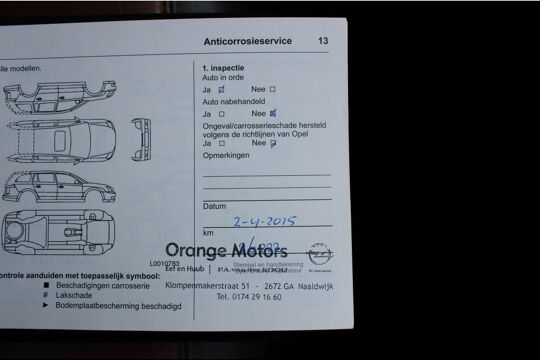 Anticorrosieservice 13
lle modellen.
1. inspectie
Auto in orde
Ja Nee
Auto nabehandeld
Ja Nee
Ongeval/carrosserieschade hersteld
volgens de richtlijnen van Opel
Ja Nee
Opmerkingen
Datum
2-4-2015
km
Orange Motors
L0010783
Stempel en handtekening
Eef en Huub
ontrole aanduiden met toepasselijk symbool:
■ Beschadigingen carrosserie
# Lakschade
► Bodemplaatbescherming beschadigd
Klompenmakerstraat 51 - 2672 GA Naaldwijk
Tel. 0174 29 16 60